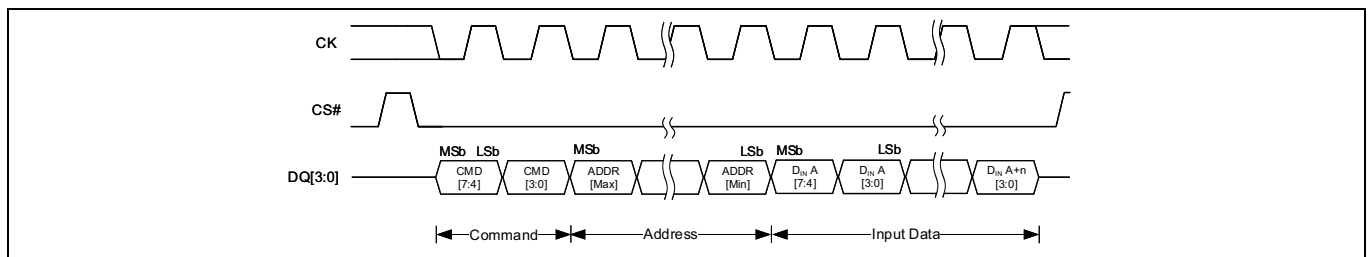 CK
CS#
MSb LSb MSb LSb MSb LSb
DQ[3:0] CMD [7:4] CMD [3:0] ADDR [Max] ADDR [Min] DIN A [7:4] DIN A [3:0] DIN A+n [3:0]
Command Address Input Data